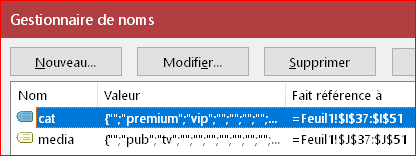 Gestionnaire de noms
Nouveau... Modifier... Supprimer
Nom Valeur Fait référence à
cat {"";"premium";"vip";"";"";"";"";... =Feuil1!$I$37:$I$51
media {"";"pub";"tv";"";"";"";"";"";"";... =Feuil1!$J$37:$J$51